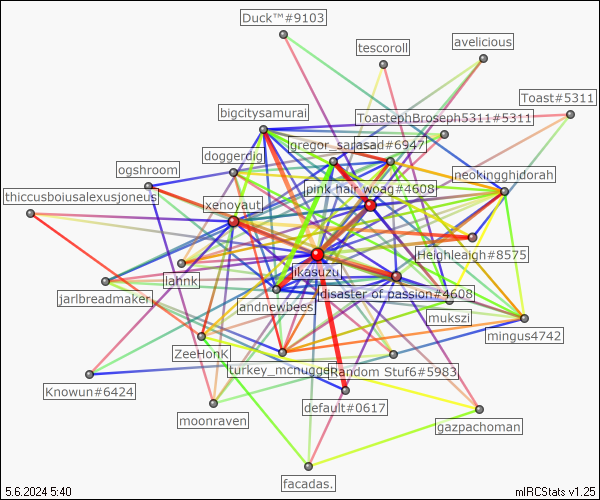 Duck™#9103
tescoroll
avelicious
Toast#5311
bigcitysamurai
ToastephBroseph5311#5311
gregor_sarasad#6947
doggerdig
ogshroom
neokingghidorah
pink hair woag#4608
thiccusboiusalexusjoneus
xenoyaut
Heighleaigh#8575
lahnk
likasuzu
disaster of passion#4608
jarlbreadmaker
andnewbees
mukszi
mingus4742
ZeeHonK
turkey_mcnugget
Random Stuf6#5983
Knowun#6424
default#0617
moonraven
gazpachoman
facadas.
5.6.2024 5:40
mIRCStats v1.25